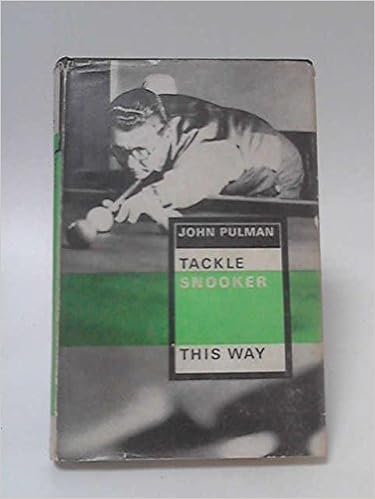 JOHN PULMAN
TACKLE
SNOOKER
THIS WAY